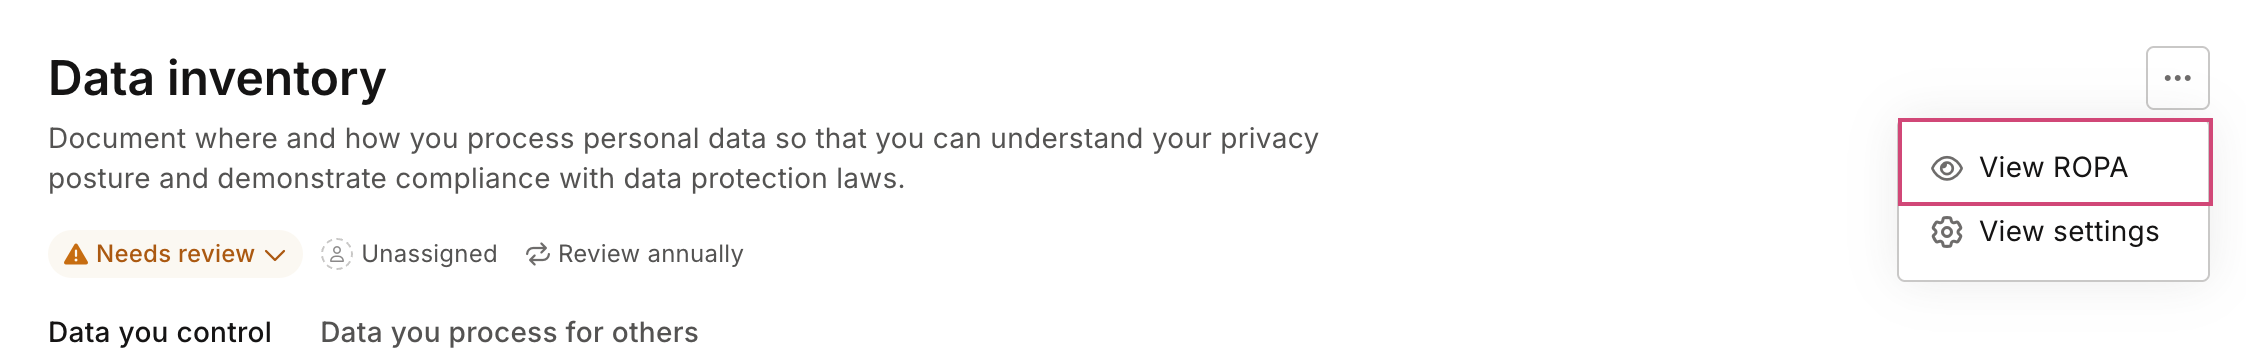 Data inventory
Document where and how you process personal data so that you can understand your privacy
posture and demonstrate compliance with data protection laws.
View ROPA
View settings
Needs review
Unassigned
Review annually
Data you control
Data you process for others